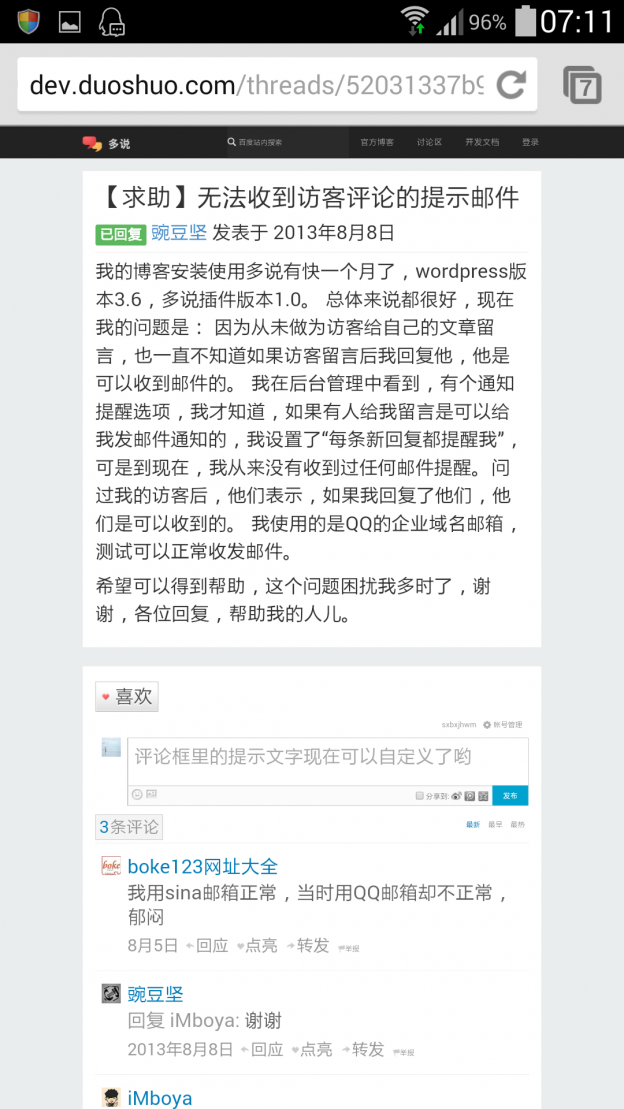 96% 07:11
dev.duoshuo.com/threads/52031337b9
7
多说 百度站内搜索 官方博客 讨论区 开发文档 登录
【求助】无法收到访客评论的提示邮件
已回复 豌豆坚 发表于 2013年8月8日
我的博客安装使用多说有快一个月了，wordpress版
本3.6，多说插件版本1.0。 总体来说都很好，现在
我的问题是： 因为从未做为访客给自己的文章留
言，也一直不知道如果访客留言后我回复他，他是
可以收到邮件的。 我在后台管理中看到，有个通知
提醒选项，我才知道，如果有人给我留言是可以给
我发邮件通知的，我设置了“每条新回复都提醒我”，
可是到现在，我从来没有收到过任何邮件提醒。问
过我的访客后，他们表示，如果我回复了他们，他
们是可以收到的。 我使用的是QQ的企业域名邮箱，
测试可以正常收发邮件。
希望可以得到帮助，这个问题困扰我多时了，谢
谢，各位回复，帮助我的人儿。
喜欢
sxbxjhwm 帐号管理
评论框里的提示文字现在可以自定义了哟
分享到: 发布
3条评论 最新 最早 最热
boke123网址大全
我用sina邮箱正常，当时用QQ邮箱却不正常，
郁闷
8月5日 回应 点亮 转发 举报
豌豆坚
回复 iMboya: 谢谢
2013年8月8日 回应 点亮 转发 举报
iMboya